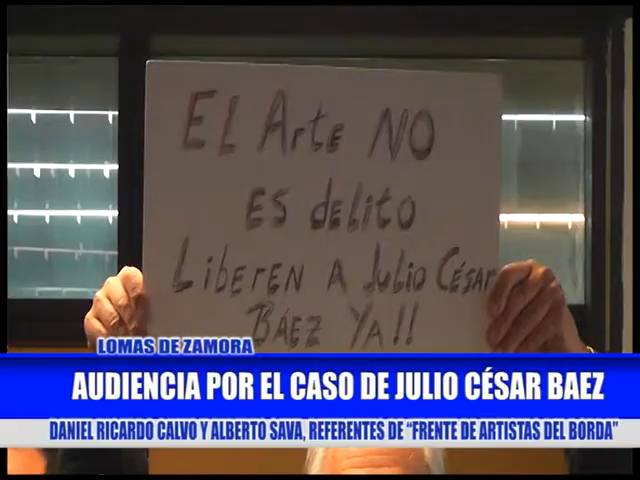 EL Arte NO
ES delito
LIBEREN A JULIO CÉSAR
BÁEZ YA!!
LOMAS DE ZAMORA
AUDIENCIA POR EL CASO DE JULIO CÉSAR BAEZ
DANIEL RICARDO CALVO Y ALBERTO SAVA, REFERENTES DE "FRENTE DE ARTISTAS DEL BORDA"